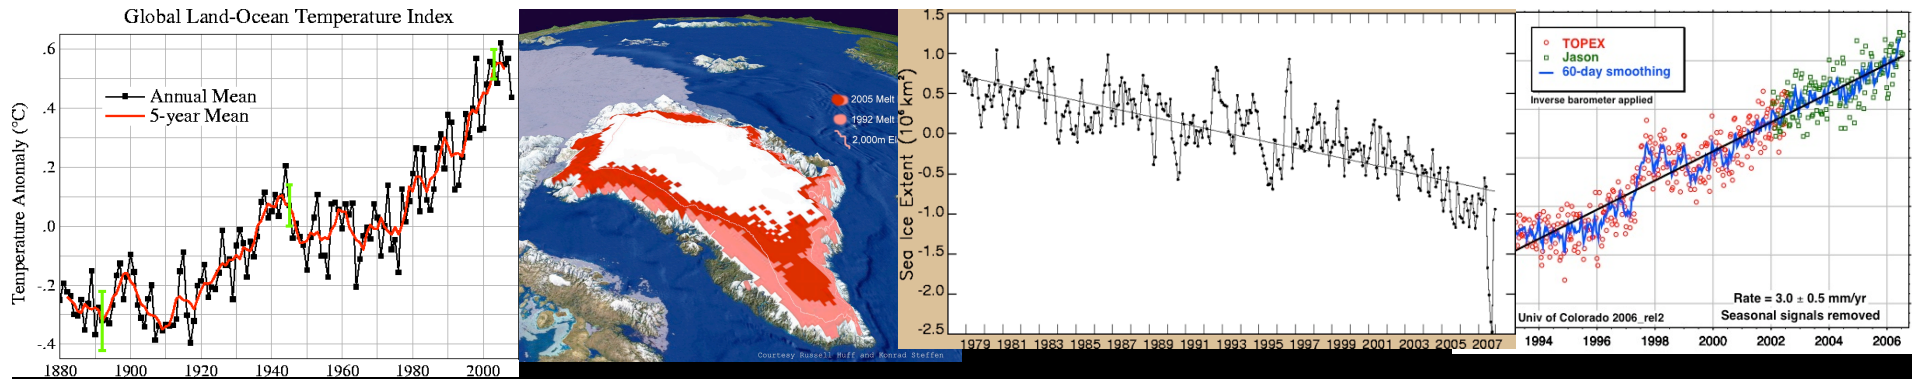 Global Land-Ocean Temperature Index
Temperature Anomaly (°C)
.6
.4
.2
.0
-.2
-.4
Annual Mean
5-year Mean
1880 1900 1920 1940 1960 1980 2000
2005 Melt
1992 Melt
2,000m El
Courtesy Russell Huff and Konrad Steffen
Sea Ice Extent (10⁶ km²)
1.5
1.0
0.5
0.0
-0.5
-1.0
-1.5
-2.0
-2.5
1979 1981 1983 1985 1987 1989 1991 1993 1995 1997 1999 2001 2003 2005 2007
TOPEX
Jason
60-day smoothing
Inverse barometer applied
Rate = 3.0 ± 0.5 mm/yr
Seasonal signals removed
Univ of Colorado 2006_rel2
1994 1996 1998 2000 2002 2004 2006